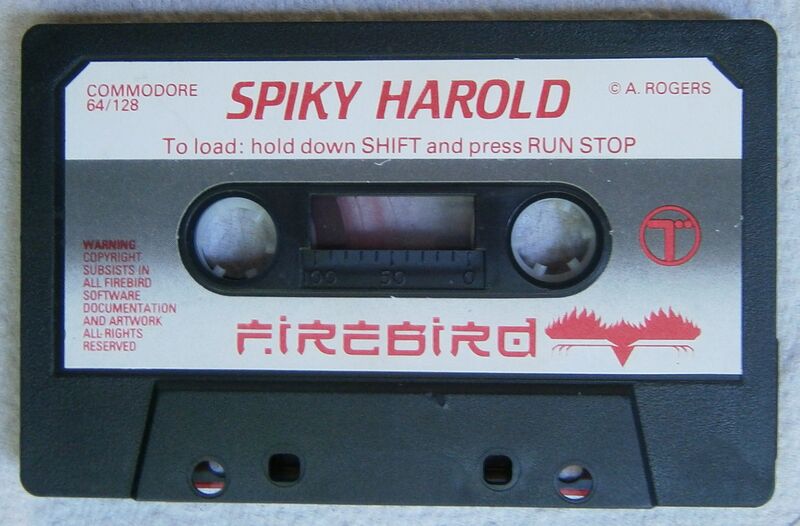 COMMODORE
64/128
SPIKY HAROLD
© A. ROGERS
To load: hold down SHIFT and press RUN STOP
100 50 0
WARNING
COPYRIGHT
SUBSISTS IN
ALL FIREBIRD
SOFTWARE
DOCUMENTATION
AND ARTWORK
ALL·RIGHTS
RESERVED
T
FIREBIRD